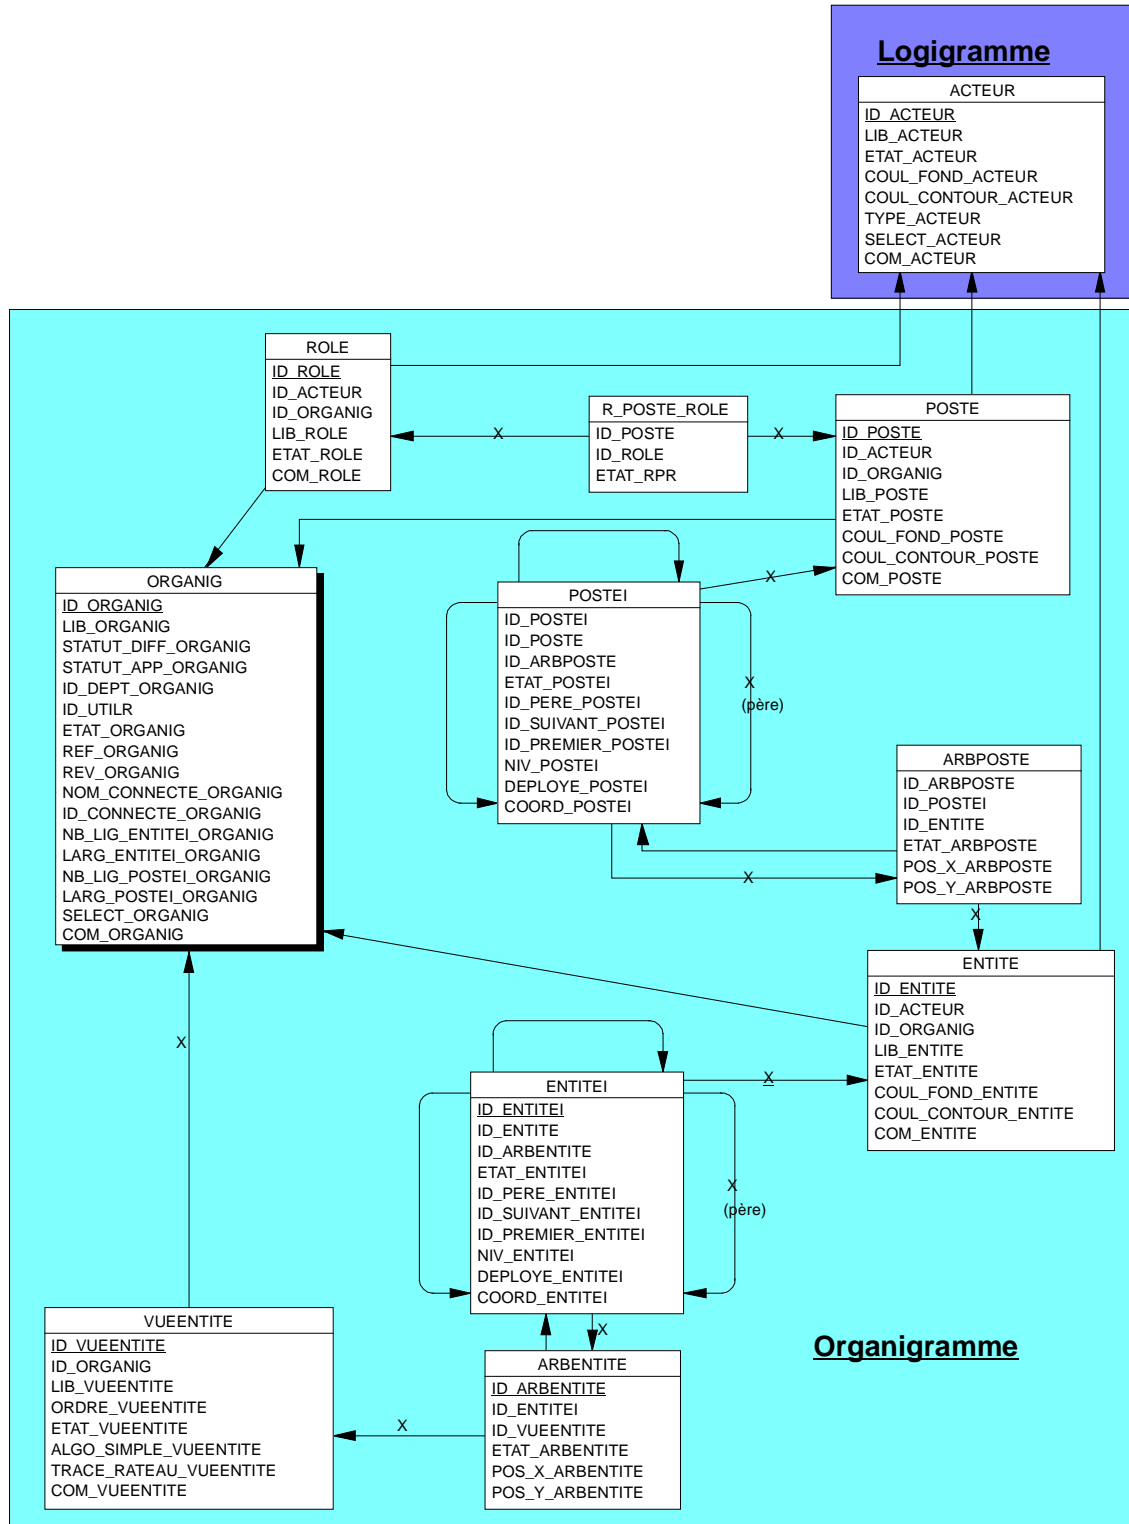 Logigramme
ACTEUR
ID_ACTEUR
LIB_ACTEUR
ETAT_ACTEUR
COUL_FOND_ACTEUR
COUL_CONTOUR_ACTEUR
TYPE_ACTEUR
SELECT_ACTEUR
COM_ACTEUR
ROLE
ID_ROLE
ID_ACTEUR
ID_ORGANIG
LIB_ROLE
ETAT_ROLE
COM_ROLE
X
R_POSTE_ROLE
ID_POSTE
ID_ROLE
ETAT_RPR
X
POSTE
ID_POSTE
ID_ACTEUR
ID_ORGANIG
LIB_POSTE
ETAT_POSTE
COUL_FOND_POSTE
COUL_CONTOUR_POSTE
COM_POSTE
ORGANIG
ID_ORGANIG
LIB_ORGANIG
STATUT_DIFF_ORGANIG
STATUT_APP_ORGANIG
ID_DEPT_ORGANIG
ID_UTILR
ETAT_ORGANIG
REF_ORGANIG
REV_ORGANIG
NOM_CONNECTE_ORGANIG
ID_CONNECTE_ORGANIG
NB_LIG_ENTITEI_ORGANIG
LARG_ENTITEI_ORGANIG
NB_LIG_POSTEI_ORGANIG
LARG_POSTEI_ORGANIG
SELECT_ORGANIG
COM_ORGANIG
X
POSTEI
ID_POSTEI
ID_POSTE
ID_ARBPOSTE
ETAT_POSTEI
ID_PERE_POSTEI
ID_SUIVANT_POSTEI
ID_PREMIER_POSTEI
NIV_POSTEI
DEPLOYE_POSTEI
COORD_POSTEI
X
(père)
X
ARBPOSTE
ID_ARBPOSTE
ID_POSTEI
ID_ENTITE
ETAT_ARBPOSTE
POS_X_ARBPOSTE
POS_Y_ARBPOSTE
X
ENTITE
ID_ENTITE
ID_ACTEUR
ID_ORGANIG
LIB_ENTITE
ETAT_ENTITE
COUL_FOND_ENTITE
COUL_CONTOUR_ENTITE
COM_ENTITE
X
X
ENTITEI
ID_ENTITEI
ID_ENTITE
ID_ARBENTITE
ETAT_ENTITEI
ID_PERE_ENTITEI
ID_SUIVANT_ENTITEI
ID_PREMIER_ENTITEI
NIV_ENTITEI
DEPLOYE_ENTITEI
COORD_ENTITEI
X
(père)
X
VUEENTITE
ID_VUEENTITE
ID_ORGANIG
LIB_VUEENTITE
ORDRE_VUEENTITE
ETAT_VUEENTITE
ALGO_SIMPLE_VUEENTITE
TRACE_RATEAU_VUEENTITE
COM_VUEENTITE
X
ARBENTITE
ID_ARBENTITE
ID_ENTITEI
ID_VUEENTITE
ETAT_ARBENTITE
POS_X_ARBENTITE
POS_Y_ARBENTITE
Organigramme